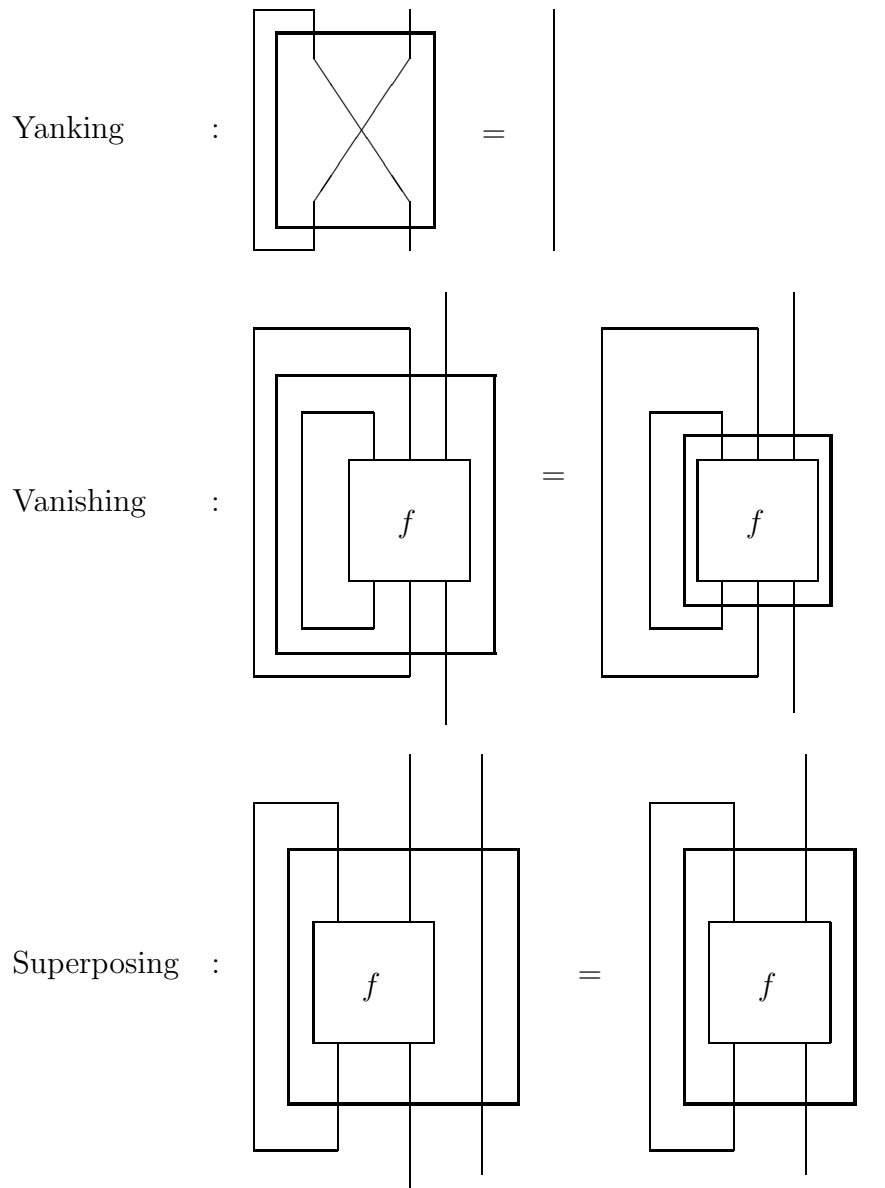 Yanking : =
Vanishing : f = f
Superposing : f = f